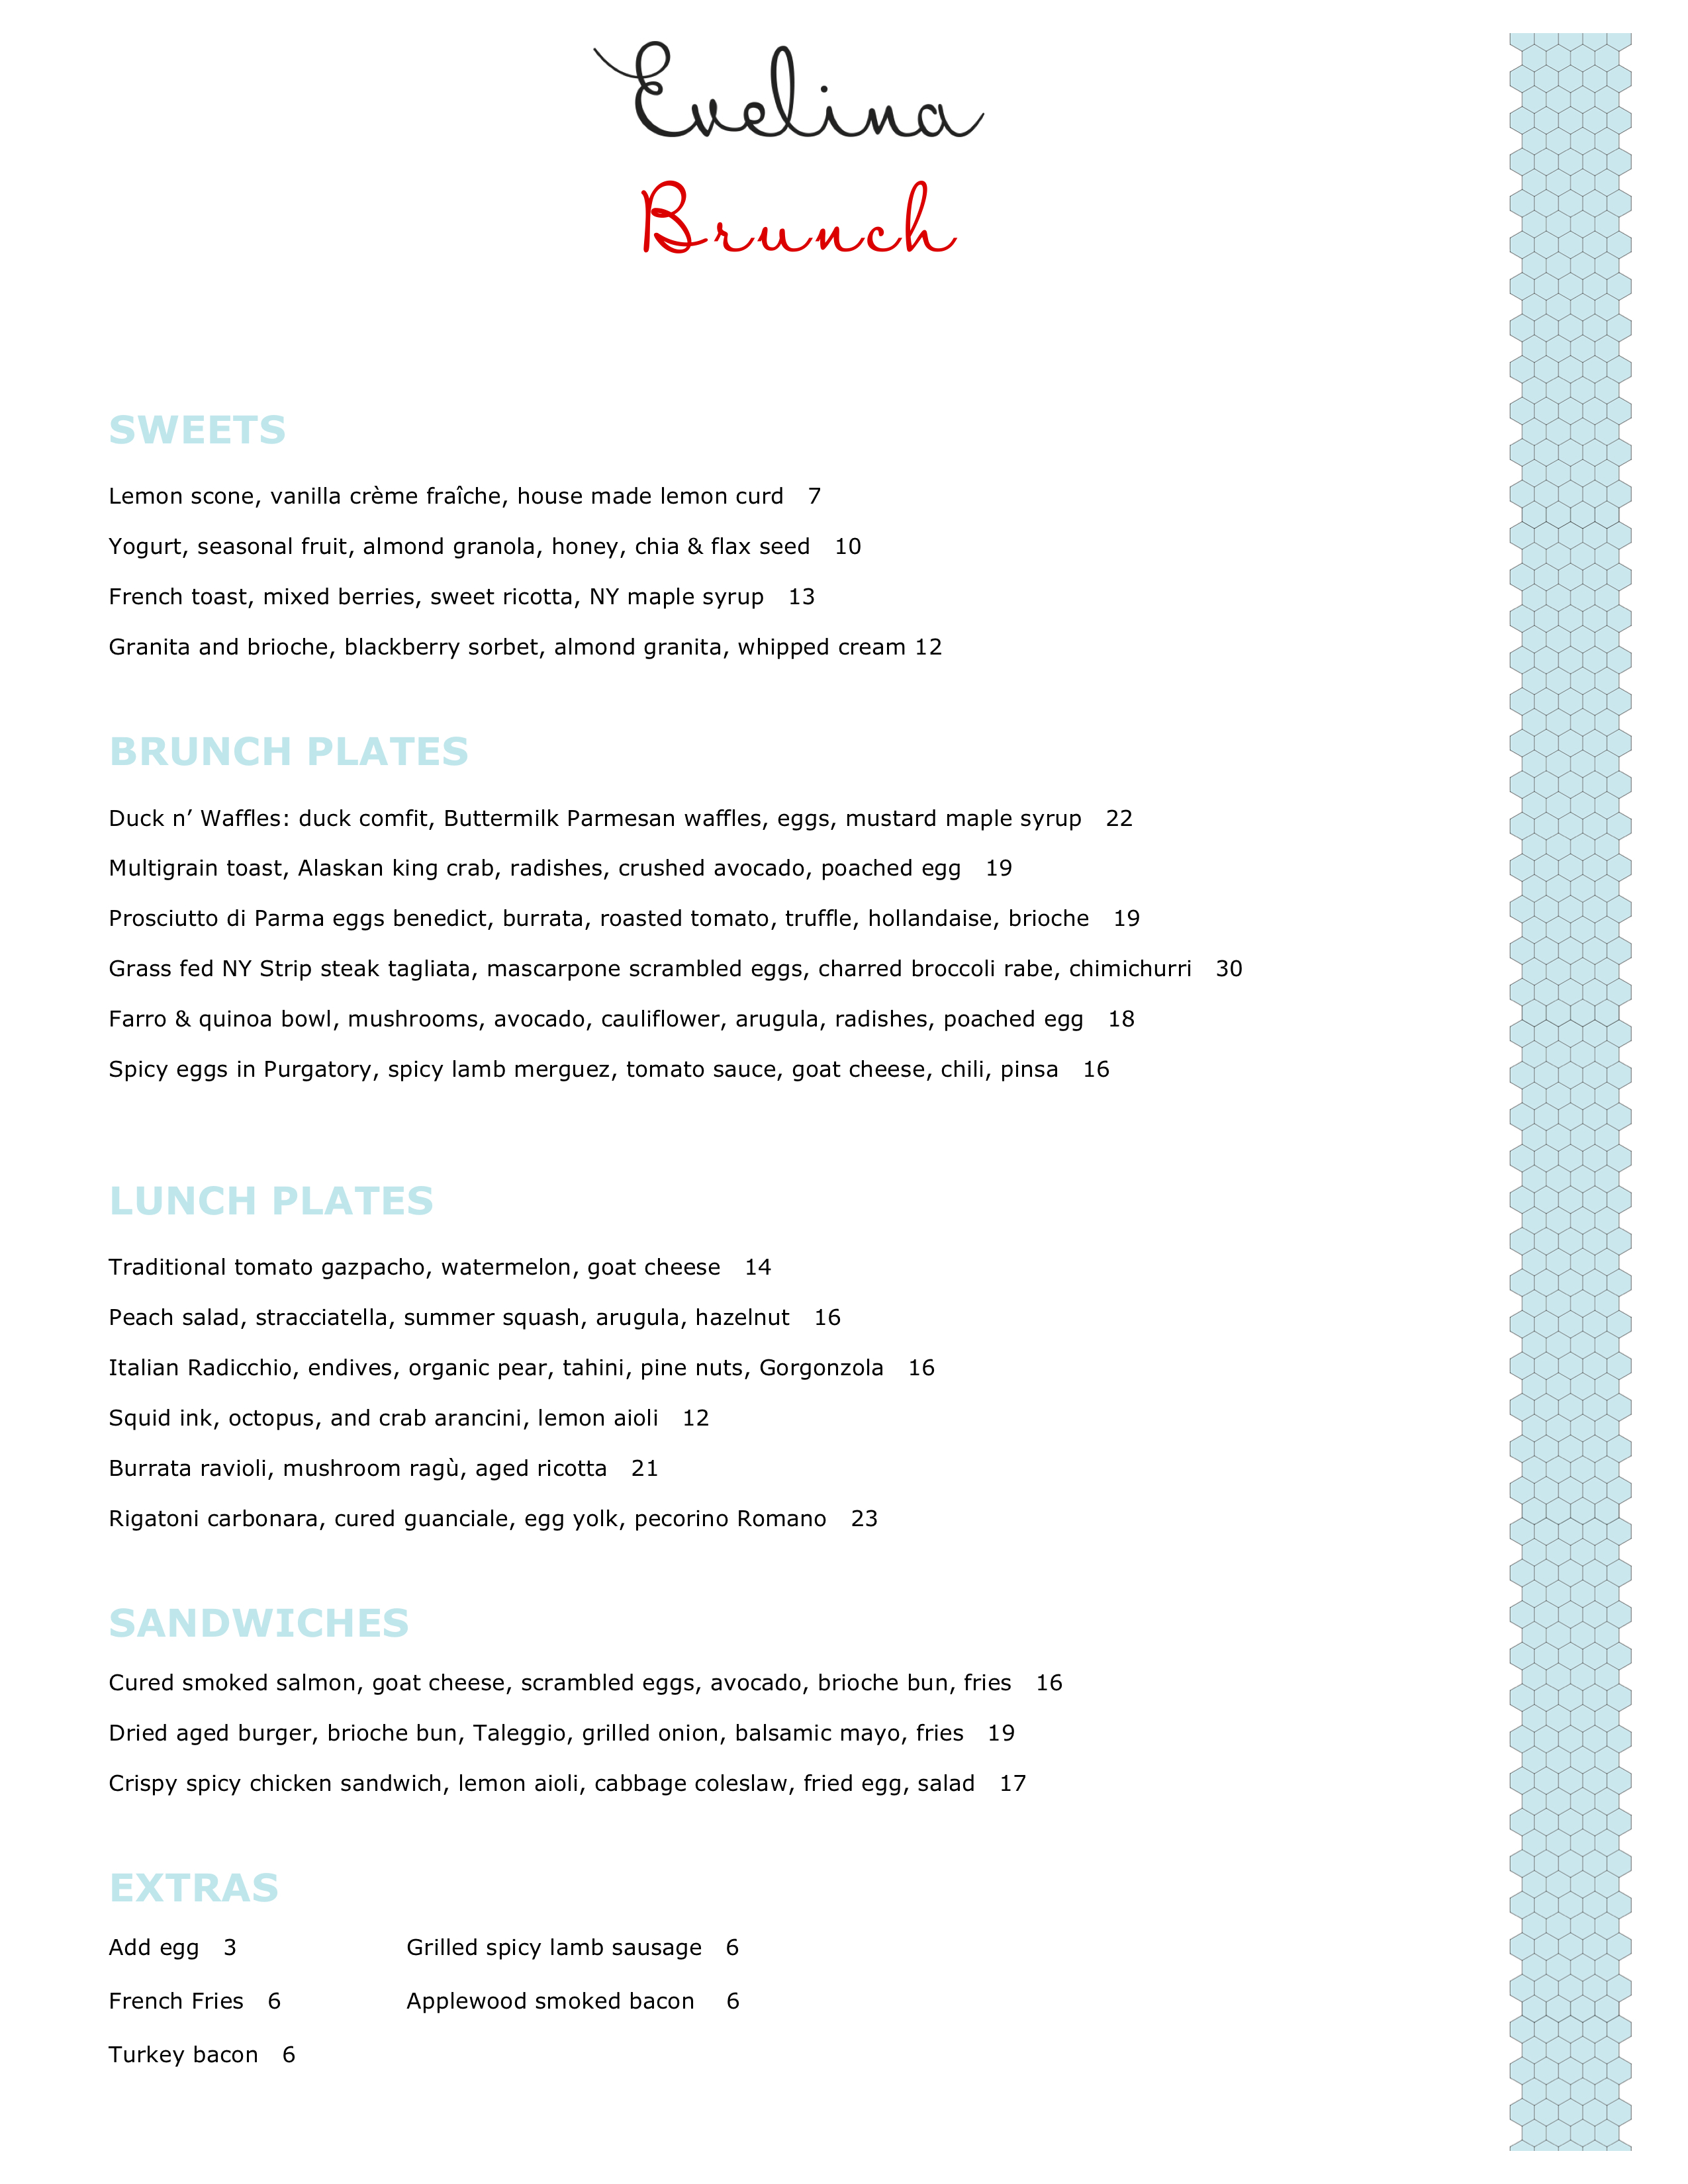 Evelina
Brunch
SWEETS
Lemon scone, vanilla crème fraîche, house made lemon curd 7
Yogurt, seasonal fruit, almond granola, honey, chia & flax seed 10
French toast, mixed berries, sweet ricotta, NY maple syrup 13
Granita and brioche, blackberry sorbet, almond granita, whipped cream 12
BRUNCH PLATES
Duck n’ Waffles: duck comfit, Buttermilk Parmesan waffles, eggs, mustard maple syrup 22
Multigrain toast, Alaskan king crab, radishes, crushed avocado, poached egg 19
Prosciutto di Parma eggs benedict, burrata, roasted tomato, truffle, hollandaise, brioche 19
Grass fed NY Strip steak tagliata, mascarpone scrambled eggs, charred broccoli rabe, chimichurri 30
Farro & quinoa bowl, mushrooms, avocado, cauliflower, arugula, radishes, poached egg 18
Spicy eggs in Purgatory, spicy lamb merguez, tomato sauce, goat cheese, chili, pinsa 16
LUNCH PLATES
Traditional tomato gazpacho, watermelon, goat cheese 14
Peach salad, stracciatella, summer squash, arugula, hazelnut 16
Italian Radicchio, endives, organic pear, tahini, pine nuts, Gorgonzola 16
Squid ink, octopus, and crab arancini, lemon aioli 12
Burrata ravioli, mushroom ragù, aged ricotta 21
Rigatoni carbonara, cured guanciale, egg yolk, pecorino Romano 23
SANDWICHES
Cured smoked salmon, goat cheese, scrambled eggs, avocado, brioche bun, fries 16
Dried aged burger, brioche bun, Taleggio, grilled onion, balsamic mayo, fries 19
Crispy spicy chicken sandwich, lemon aioli, cabbage coleslaw, fried egg, salad 17
EXTRAS
Add egg 3 Grilled spicy lamb sausage 6
French Fries 6 Applewood smoked bacon 6
Turkey bacon 6